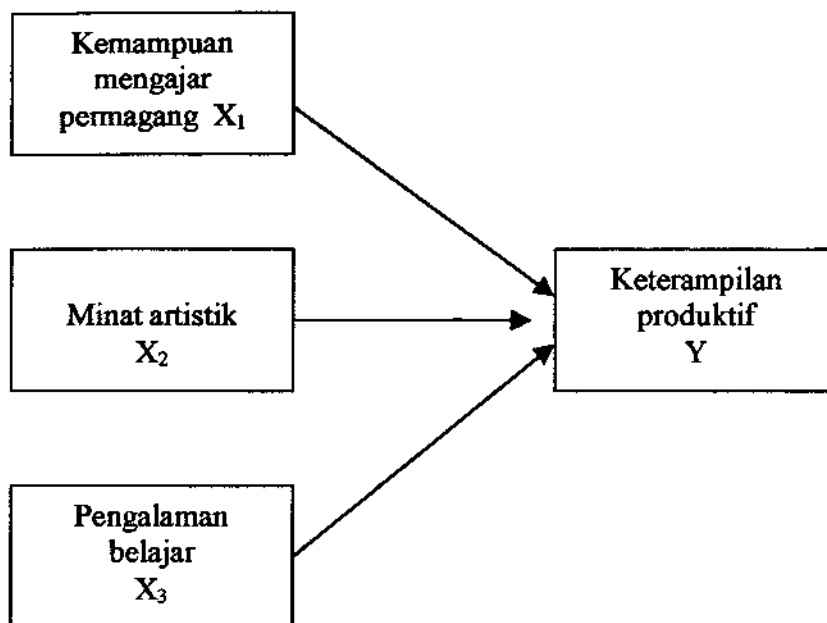 Kemampuan
mengajar
permagang X₁
Minat artistik
X₂
Pengalaman
belajar
X₃
Keterampilan
produktif
Y